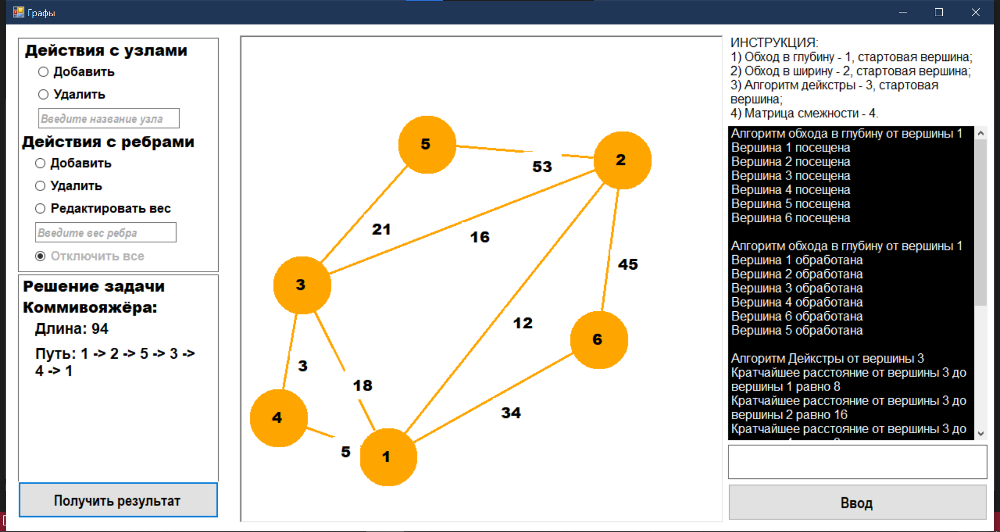 Графы
Действия с узлами
Добавить
Удалить
Введите название узла
Действия с ребрами
Добавить
Удалить
Редактировать вес
Введите вес ребра
Отключить все
Решение задачи
Коммивояжёра:
Длина: 94
Путь: 1 -> 2 -> 5 -> 3 ->
4 -> 1
Получить результат
5
2
53
21
16
3
45
12
6
3
18
34
4
5
1
ИНСТРУКЦИЯ:
1) Обход в глубину - 1, стартовая вершина;
2) Обход в ширину - 2, стартовая вершина;
3) Алгоритм дейкстры - 3, стартовая
вершина;
4) Матрица смежности - 4.
Алгоритм обхода в глубину от вершины 1
Вершина 1 посещена
Вершина 2 посещена
Вершина 3 посещена
Вершина 4 посещена
Вершина 5 посещена
Вершина 6 посещена
Алгоритм обхода в глубину от вершины 1
Вершина 1 обработана
Вершина 2 обработана
Вершина 3 обработана
Вершина 4 обработана
Вершина 6 обработана
Вершина 5 обработана
Алгоритм Дейкстры от вершины 3
Кратчайшее расстояние от вершины 3 до
вершины 1 равно 8
Кратчайшее расстояние от вершины 3 до
вершины 2 равно 16
Кратчайшее расстояние от вершины 3 до
Ввод